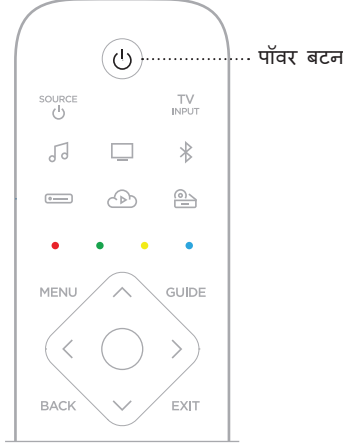 पॉवर बटन
SOURCE TV
INPUT
MENU GUIDE
BACK EXIT